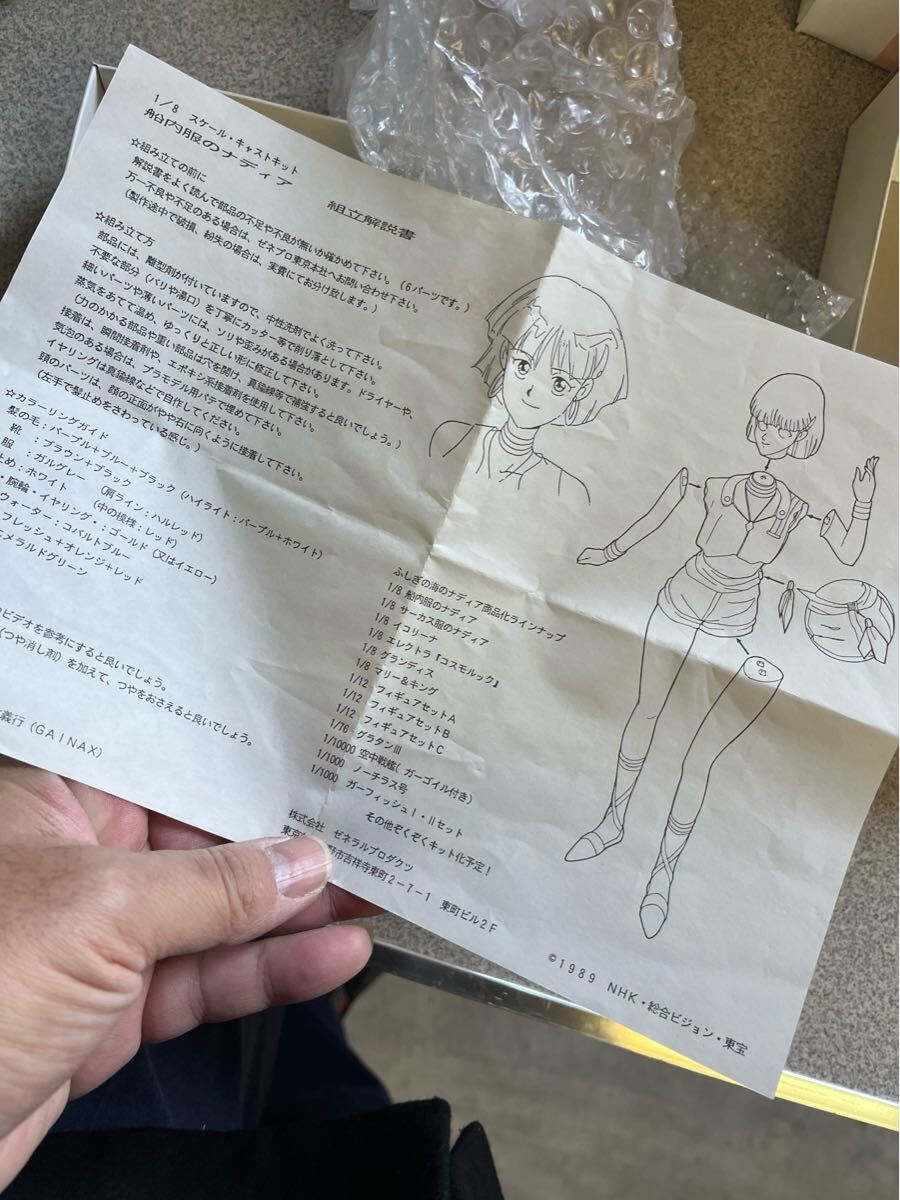 1/8 スケール・キャストキット
船内服のナディア
組立解説書
☆組み立ての前に
解説書をよく読んで部品の不足や不良が無いか確かめて下さい。(6パーツです。)
万一不良や不足のある場合は、ゼネプロ東京本社へお問い合わせ下さい。
(製作途中で破損、紛失の場合は、実費にてお分け致します。)
☆組み立て方
部品には、離型剤が付いていますので、中性洗剤でよく洗って下さい。
不要な部分(バリや湯口)を丁寧にカッター等で削り落として下さい。
細いパーツや薄いパーツには、ソリや歪みがある場合があります。ドライヤーや、
蒸気をあてて温め、ゆっくりと正しい形に修正して下さい。
(力のかかる部品や重い部品は穴を開け、真鍮線等で補強すると良いでしょう。)
接着は、瞬間接着剤や、エポキシ系接着剤を使用して下さい。
気泡のある場合は、プラモデル用パテで埋めて下さい。
イヤリングは真鍮線などで自作してください。
頭のパーツは、顔の正面がやや右に向くように接着して下さい。
(左手で髪止めをさわっている感じ。)
☆カラーリングガイド
髪の毛:パープル+ブルー+ブラック(ハイライト:パープル+ホワイト)
靴 :ブラウン+ブラック
服 :ガルグレー (肩ライン:ハルレッド)
止め:ホワイト (中の模様:レッド)
・腕輪・イヤリング・:ゴールド(又はイエロー)
ウォーター:コバルトブルー
フレッシュ+オレンジ+レッド
エメラルドグリーン
ビデオを参考にすると良いでしょう。
(つや消し剤)を加えて、つやをおさえると良いでしょう。
義行(GAINAX)
ふしぎの海のナディア商品化ラインナップ
1/8 船内服のナディア
1/8 サーカス服のナディア
1/8 イコリーナ
1/8 エレクトラ『コスモルック』
1/8 グランディス
1/8 マリー&キング
1/12 フィギュアセットA
1/12 フィギュアセットB
1/12 フィギュアセットC
1/76 グラタンⅢ
1/10000 空中戦艦(ガーゴイル付き)
1/1000 ノーチラス号
1/1000 ガーフィッシュⅠ・Ⅱセット
その他ぞくぞくキット化予定!
株式会社 ゼネラルプロダクツ
東京 野市吉祥寺東町2-7-1 東町ビル2F
©1989 NHK・総合ビジョン・東宝